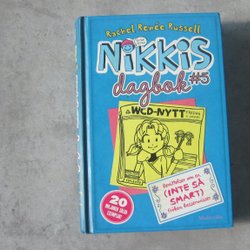 Rachel Renée Russell
NIKKIS
dagbok #5
WCD-NYTT
20
MILJONER SÅLDA
EXEMPLAR!
Berättelser om en
(INTE SÅ
SMART)
fröken Besserwisser